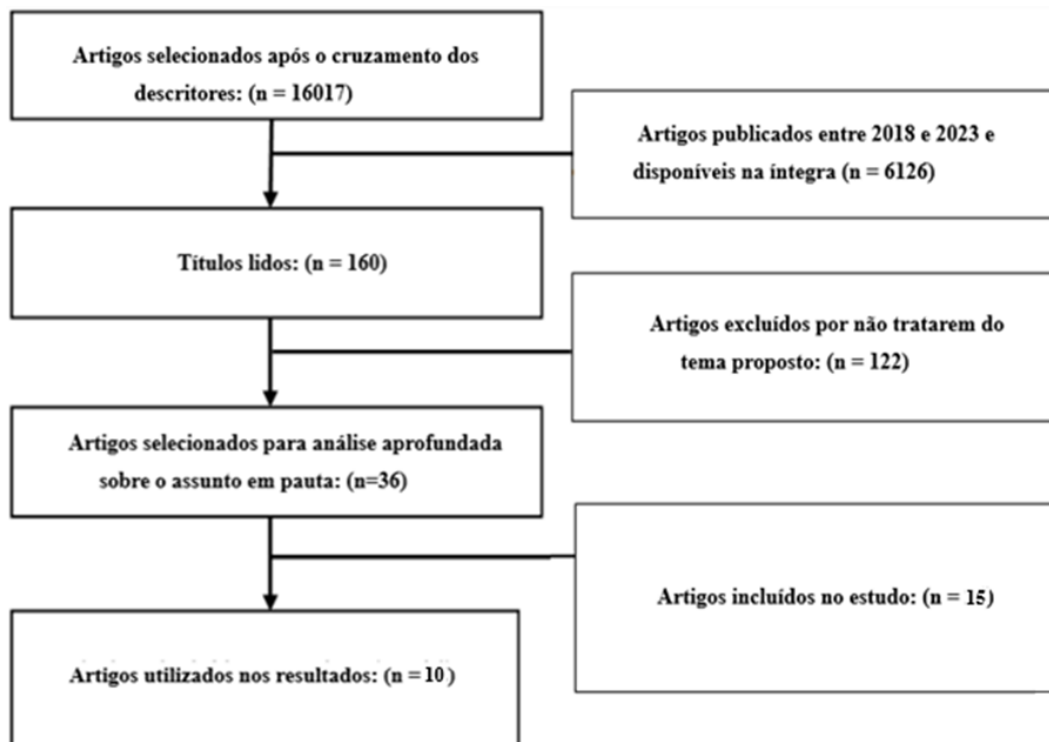 Artigos selecionados após o cruzamento dos
descritores: (n = 16017)
Artigos publicados entre 2018 e 2023 e
disponíveis na íntegra (n = 6126)
Títulos lidos: (n = 160)
Artigos excluídos por não tratarem do
tema proposto: (n = 122)
Artigos selecionados para análise aprofundada
sobre o assunto em pauta: (n=36)
Artigos incluídos no estudo: (n = 15)
Artigos utilizados nos resultados: (n = 10 )